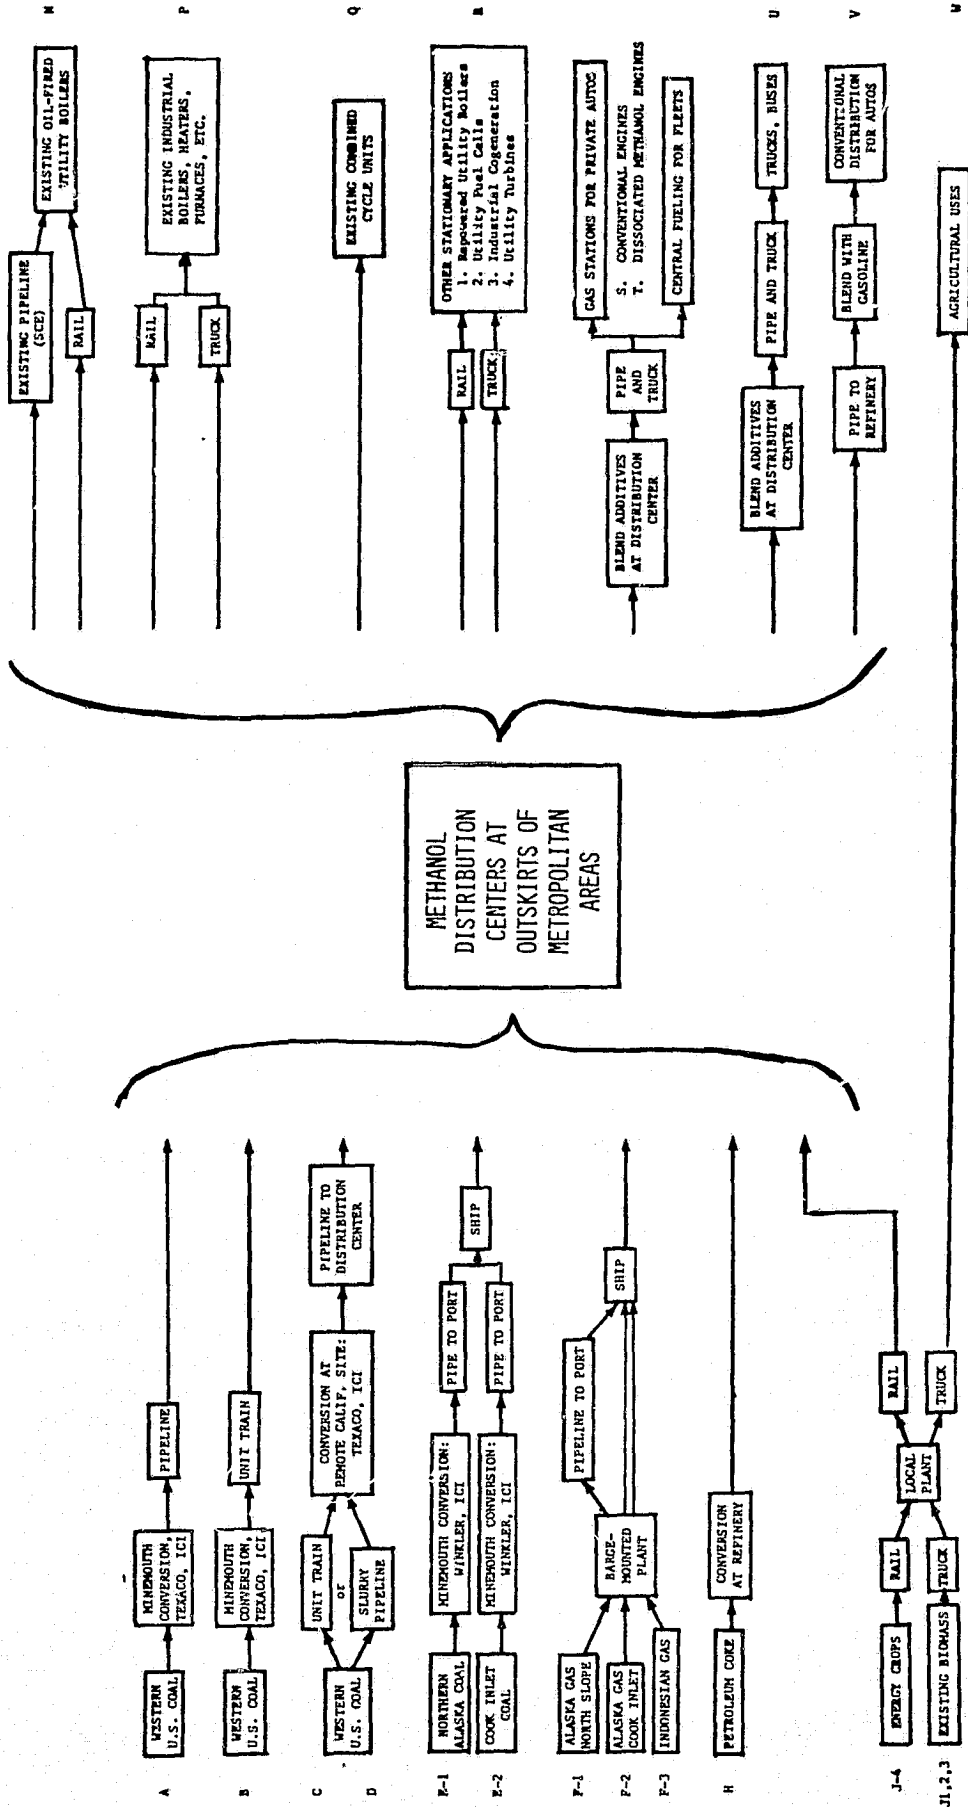 A
WESTERN
U.S. COAL
MINEMOUTH
CONVERSION,
TEXACO, ICI
PIPELINE
B
WESTERN
U.S. COAL
MINEMOUTH
CONVERSION,
TEXACO, ICI
UNIT TRAIN
C
D
WESTERN
U.S. COAL
UNIT TRAIN
or
SLURRY
PIPELINE
CONVERSION AT
REMOTE CALIF, SITE:
TEXACO, ICI
PIPELINE TO
DISTRIBUTION
CENTER
E-1
NORTHERN
ALASKA COAL
MINEMOUTH CONVERSION:
WINKLER, ICI
PIPE TO PORT
E-2
COOK INLET
COAL
MINEMOUTH CONVERSION:
WINKLER, ICI
PIPE TO PORT
SHIP
F-1
ALASKA GAS
NORTH SLOPE
F-2
ALASKA GAS
COOK INLET
F-3
INDONESIAN GAS
BARGE-
MOUNTED
PLANT
PIPELINE TO PORT
SHIP
H
PETROLEUM COKE
CONVERSION
AT REFINERY
J-4
ENERGY CROPS
RAIL
J1,2,3
EXISTING BIOMASS
TRUCK
LOCAL
PLANT
RAIL
TRUCK
METHANOL
DISTRIBUTION
CENTERS AT
OUTSKIRTS OF
METROPOLITAN
AREAS
EXISTING PIPELINE
(SCE)
RAIL
EXISTING OIL-FIRED
UTILITY BOILERS
RAIL
TRUCK
EXISTING INDUSTRIAL
BOILERS, HEATERS,
FURNACES, ETC.
P
EXISTING COMBINED
CYCLE UNITS
Q
RAIL
TRUCK
OTHER STATIONARY APPLICATIONS
1. Repowered Utility Boilers
2. Utility Fuel Cells
3. Industrial Cogeneration
4. Utility Turbines
R
BLEND ADDITIVES
AT DISTRIBUTION
CENTER
PIPE
AND
TRUCK
GAS STATIONS FOR PRIVATE AUTOS
S. CONVENTIONAL ENGINES
T. DISSOCIATED METHANOL ENGINES
CENTRAL FUELING FOR FLEETS
BLEND ADDITIVES
AT DISTRIBUTION
CENTER
PIPE AND TRUCK
TRUCKS, BUSES
U
PIPE TO
REFINERY
BLEND WITH
GASOLINE
CONVENTIONAL
DISTRIBUTION
FOR AUTOS
V
AGRICULTURAL USES
W